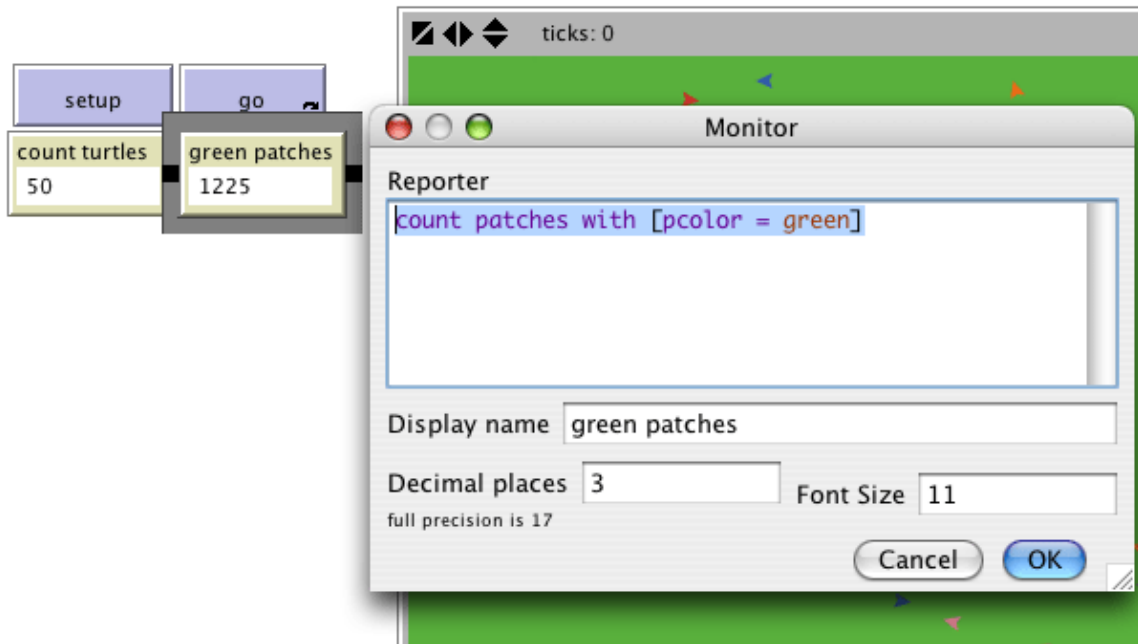 ticks: 0
setup
go
Monitor
count turtles
green patches
50
1225
Reporter
count patches with [pcolor = green]
Display name
green patches
Decimal places
3
Font Size
11
full precision is 17
Cancel
OK